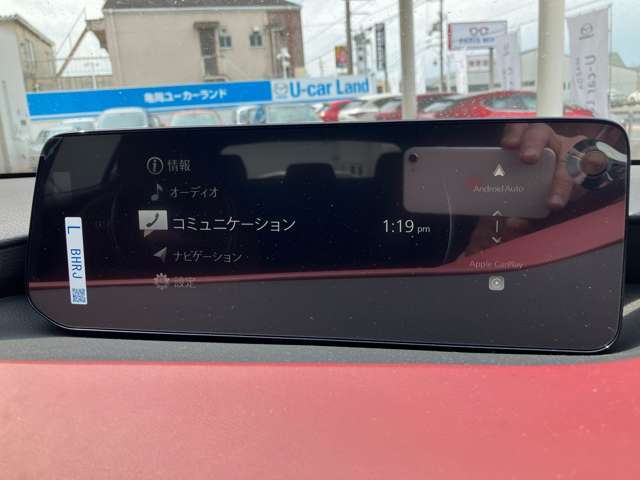 亀岡ユーカーランド
U-car Land
U-car Land
情報
オーディオ
コミュニケーション
ナビゲーション
設定
1:19 pm
Android Auto
Apple CarPlay
L
BHRJ